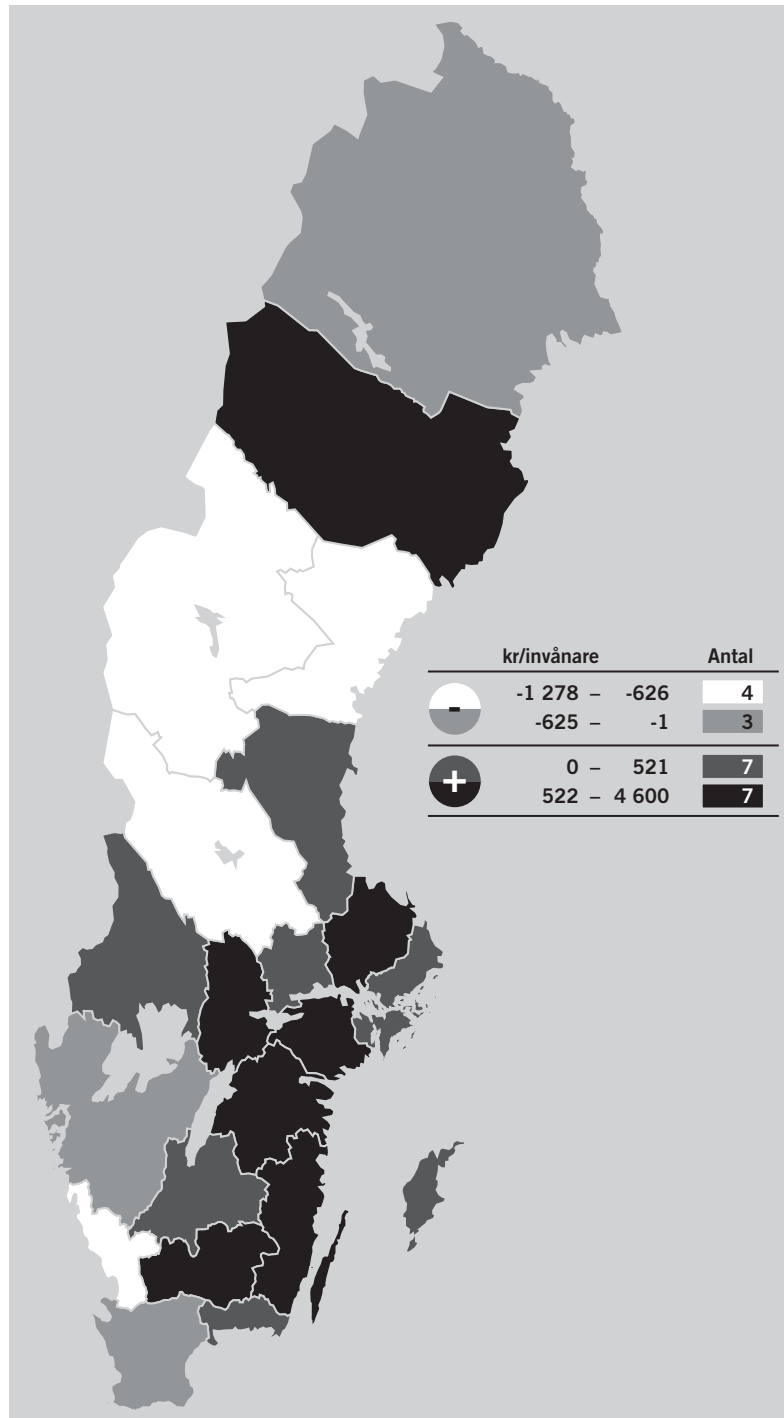 kr/invånare Antal
- -1 278 – -626 4
-625 – -1 3
+ 0 – 521 7
522 – 4 600 7